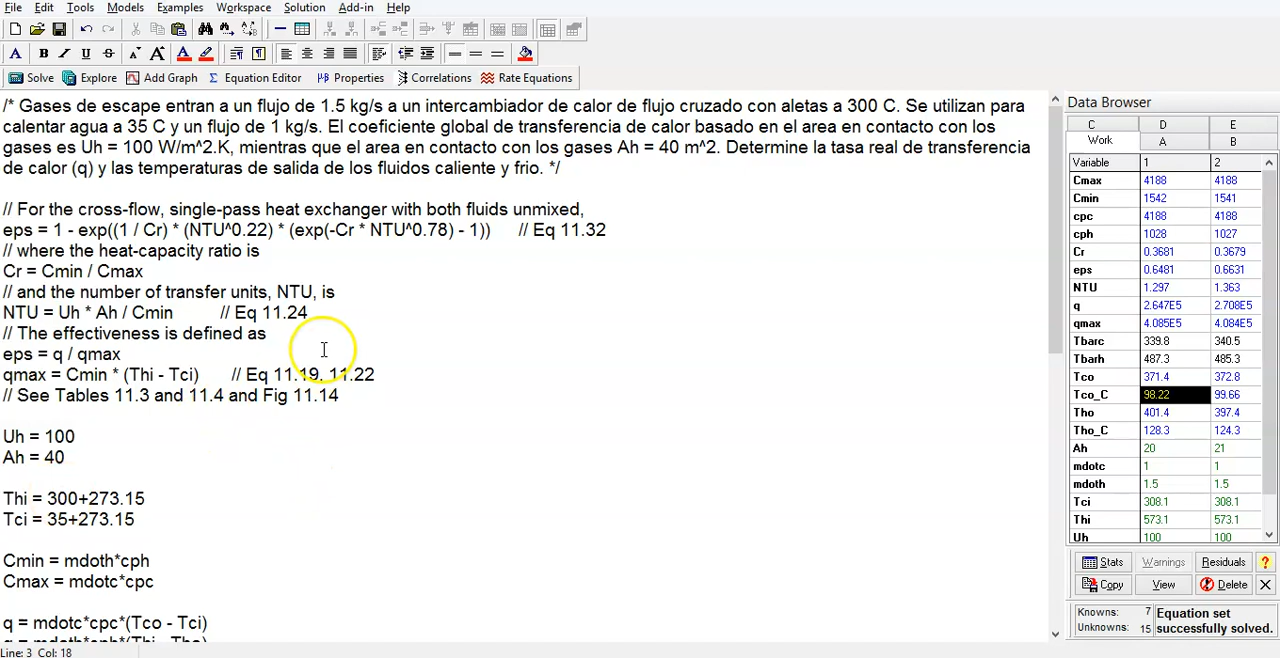 File Edit Tools Models Examples Workspace Solution Add-in Help
Solve Explore Add Graph Σ Equation Editor Properties Correlations Rate Equations
/* Gases de escape entran a un flujo de 1.5 kg/s a un intercambiador de calor de flujo cruzado con aletas a 300 C. Se utilizan para
calentar agua a 35 C y un flujo de 1 kg/s. El coeficiente global de transferencia de calor basado en el area en contacto con los
gases es Uh = 100 W/m^2.K, mientras que el area en contacto con los gases Ah = 40 m^2. Determine la tasa real de transferencia
de calor (q) y las temperaturas de salida de los fluidos caliente y frio. */
// For the cross-flow, single-pass heat exchanger with both fluids unmixed,
eps = 1 - exp((1 / Cr) * (NTU^0.22) * (exp(-Cr * NTU^0.78) - 1)) // Eq 11.32
// where the heat-capacity ratio is
Cr = Cmin / Cmax
// and the number of transfer units, NTU, is
NTU = Uh * Ah / Cmin // Eq 11.24
// The effectiveness is defined as
eps = q / qmax
qmax = Cmin * (Thi - Tci) // Eq 11.19, 11.22
// See Tables 11.3 and 11.4 and Fig 11.14
Uh = 100
Ah = 40
Thi = 300+273.15
Tci = 35+273.15
Cmin = mdoth*cph
Cmax = mdotc*cpc
q = mdotc*cpc*(Tco - Tci)
q = mdoth*cph*(Thi - Tho)
Line: 3 Col: 18
Data Browser
C D E
Work A B
Variable 1 2
Cmax 4188 4188
Cmin 1542 1541
cpc 4188 4188
cph 1028 1027
Cr 0.3681 0.3679
eps 0.6481 0.6631
NTU 1.297 1.363
q 2.647E5 2.708E5
qmax 4.085E5 4.084E5
Tbarc 339.8 340.5
Tbarh 487.3 485.3
Tco 371.4 372.8
Tco_C 98.22 99.66
Tho 401.4 397.4
Tho_C 128.3 124.3
Ah 20 21
mdotc 1 1
mdoth 1.5 1.5
Tci 308.1 308.1
Thi 573.1 573.1
Uh 100 100
Stats Warnings Residuals ?
Copy View Delete
Knowns: 7 Equation set
Unknowns: 15 successfully solved.